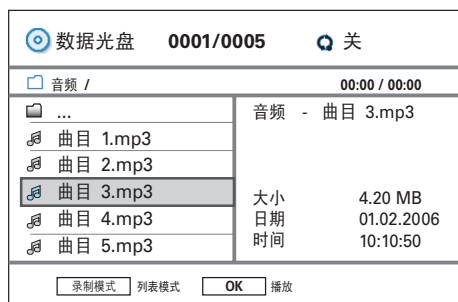 数据光盘 0001/0005 关
音频 / 00:00 / 00:00
...
曲目 1.mp3
曲目 2.mp3
曲目 3.mp3
曲目 4.mp3
曲目 5.mp3
音频 - 曲目 3.mp3
大小 4.20 MB
日期 01.02.2006
时间 10:10:50
录制模式 列表模式 OK 播放